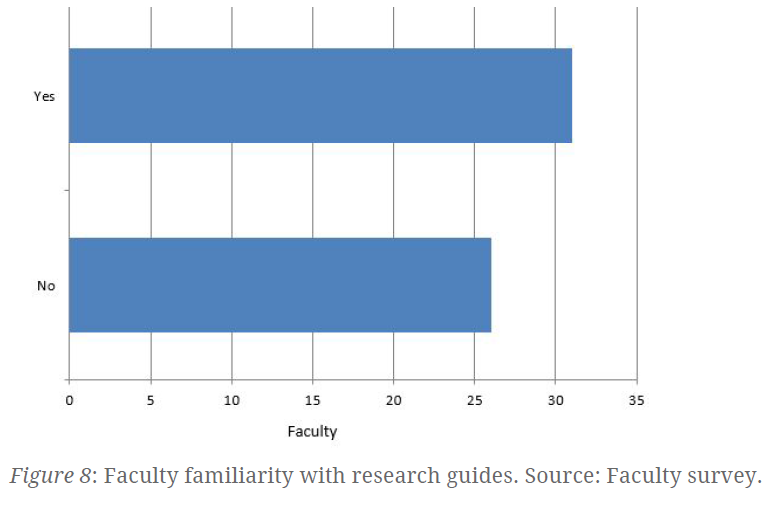 Yes
No
0 5 10 15 20 25 30 35
Faculty
Figure 8: Faculty familiarity with research guides. Source: Faculty survey.